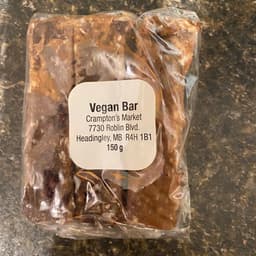 Vegan Bar
Crampton's Market
7730 Roblin Blvd.
Headingley, MB R4H 1B1
150 g